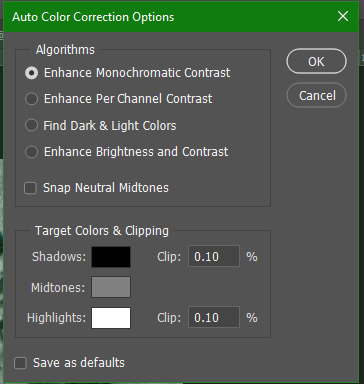 Auto Color Correction Options
Algorithms
OK
Enhance Monochromatic Contrast
Enhance Per Channel Contrast
Cancel
Find Dark & Light Colors
Enhance Brightness and Contrast
Snap Neutral Midtones
Target Colors & Clipping
Shadows: Clip: 0.10 %
Midtones:
Highlights: Clip: 0.10 %
Save as defaults